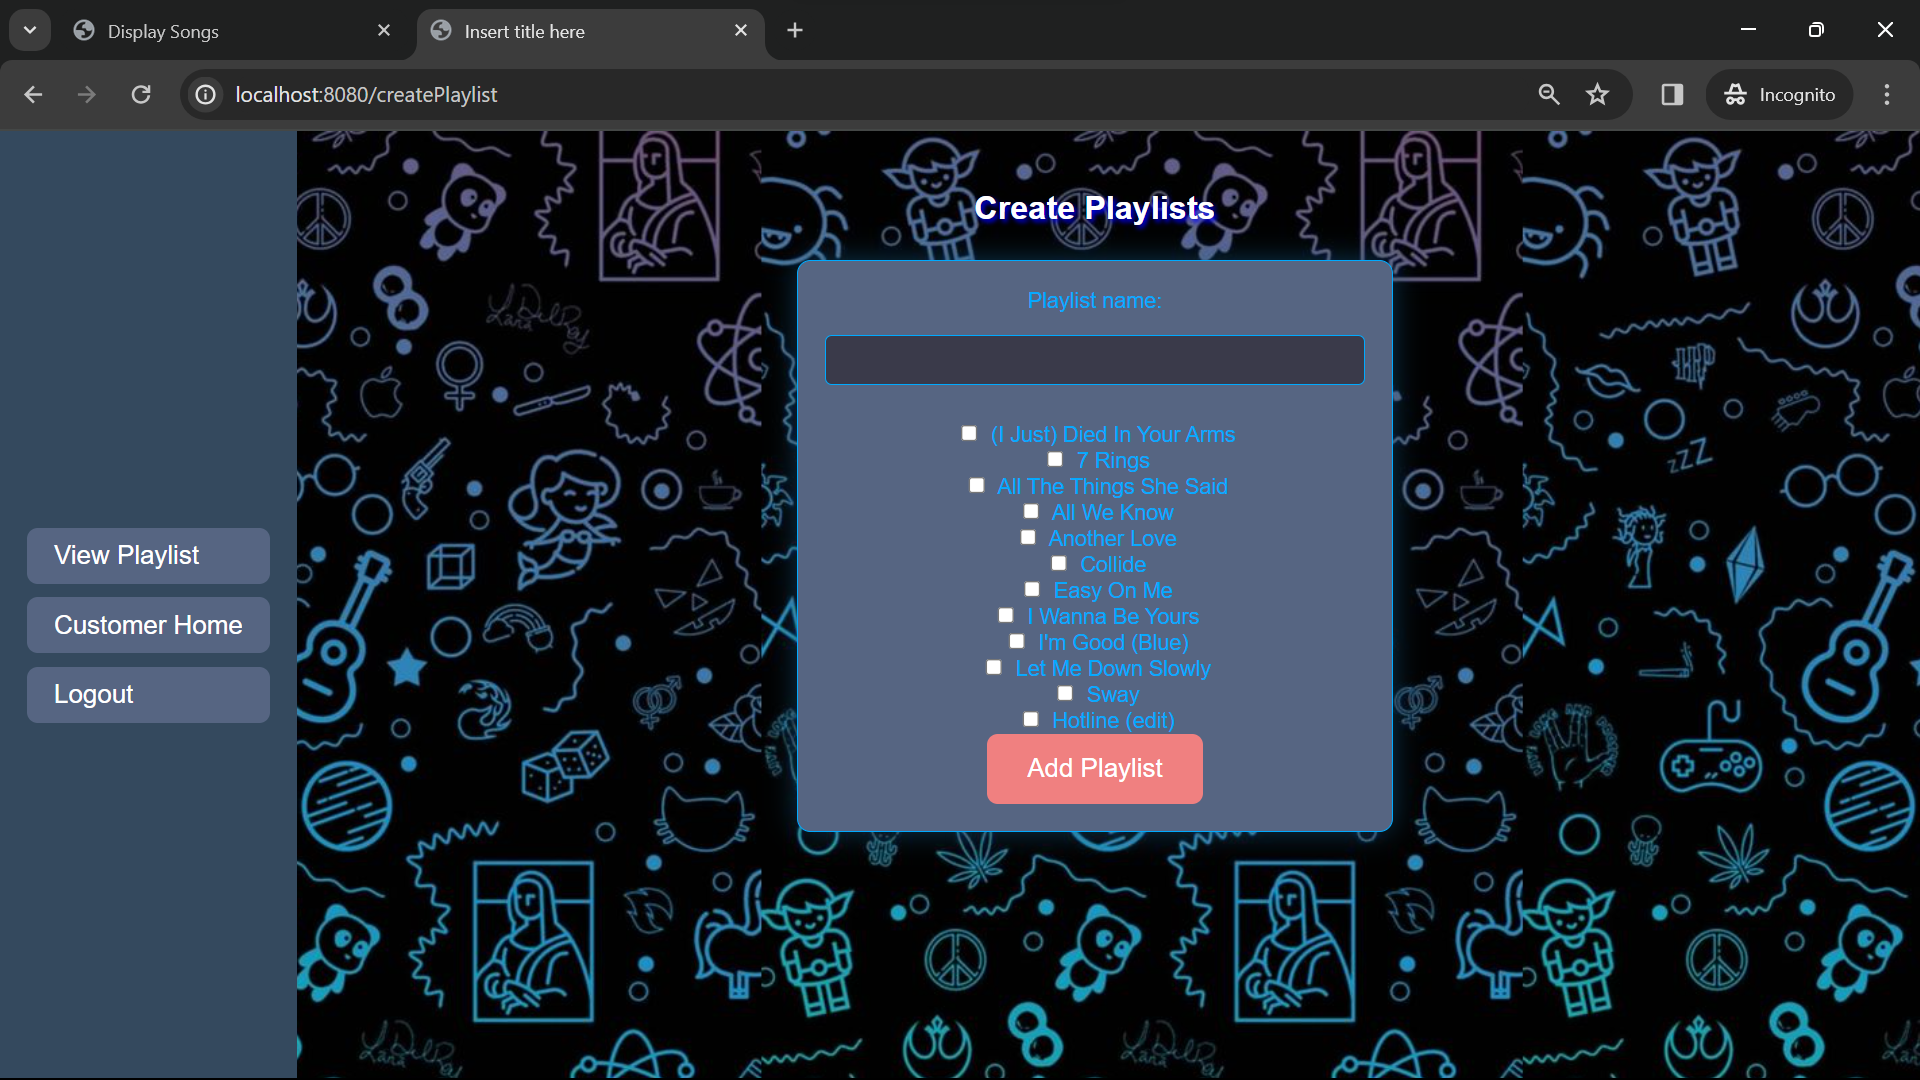 Display Songs
Insert title here
localhost:8080/createPlaylist
Incognito
View Playlist
Customer Home
Logout
Create Playlists
Playlist name:
(I Just) Died In Your Arms
7 Rings
All The Things She Said
All We Know
Another Love
Collide
Easy On Me
I Wanna Be Yours
I'm Good (Blue)
Let Me Down Slowly
Sway
Hotline (edit)
Add Playlist